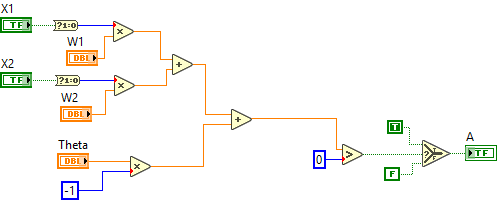 X1
TF
?1:0
×
W1
DBL
X2
TF
?1:0
×
+
W2
DBL
+
Theta
DBL
×
-1
0
>
T
F
?
T
F
A
TF